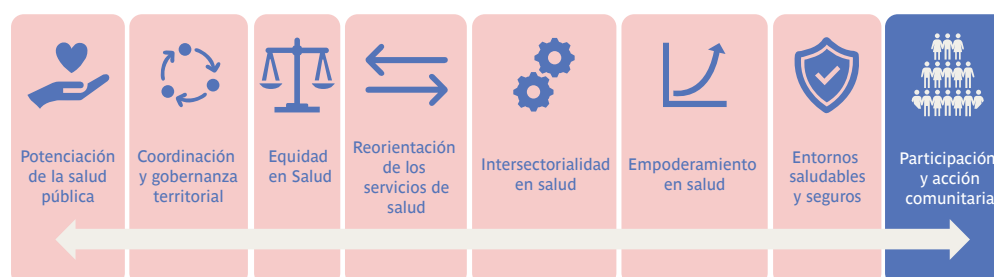 Potenciación
de la salud
pública
Coordinación
y gobernanza
territorial
Equidad
en Salud
Reorientación
de los
servicios de
salud
Intersectorialidad
en salud
Empoderamiento
en salud
Entornos
saludables
y seguros
Participación
y acción
comunitaria